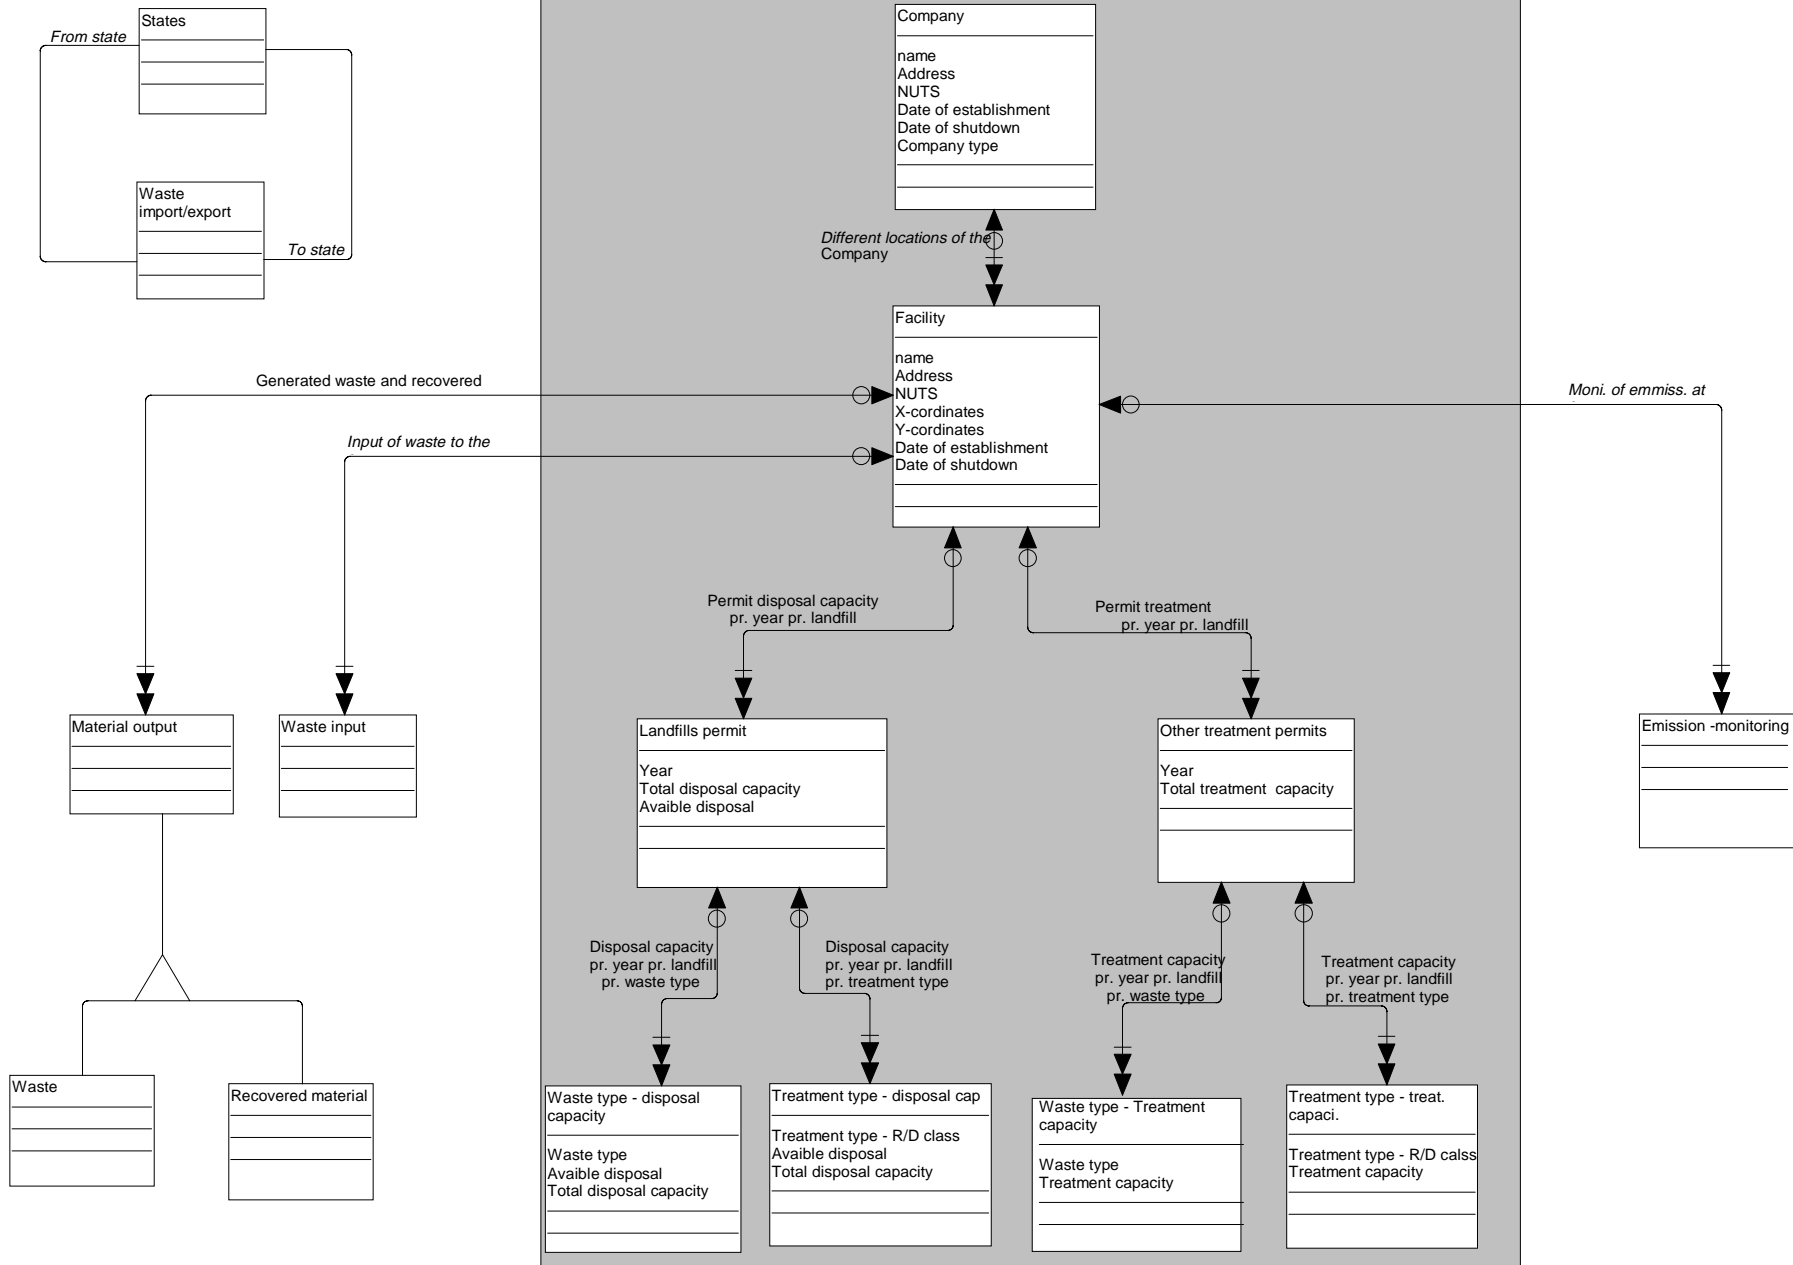 States
From state
Waste
import/export
To state
Company
name
Address
NUTS
Date of establishment
Date of shutdown
Company type
Different locations of the
Company
Facility
name
Address
NUTS
X-cordinates
Y-cordinates
Date of establishment
Date of shutdown
Generated waste and recovered
Input of waste to the
Moni. of emmiss. at
Permit disposal capacity
pr. year pr. landfill
Permit treatment
pr. year pr. landfill
Material output
Waste input
Landfills permit
Year
Total disposal capacity
Avaible disposal
Other treatment permits
Year
Total treatment  capacity
Emission -monitoring
Disposal capacity
pr. year pr. landfill
pr. waste type
Disposal capacity
pr. year pr. landfill
pr. treatment type
Treatment capacity
pr. year pr. landfill
pr. waste type
Treatment capacity
pr. year pr. landfill
pr. treatment type
Waste
Recovered material
Waste type - disposal
capacity
Waste type
Avaible disposal
Total disposal capacity
Treatment type - disposal cap
Treatment type - R/D class
Avaible disposal
Total disposal capacity
Waste type - Treatment
capacity
Waste type
Treatment capacity
Treatment type - treat.
capaci.
Treatment type - R/D calss
Treatment capacity